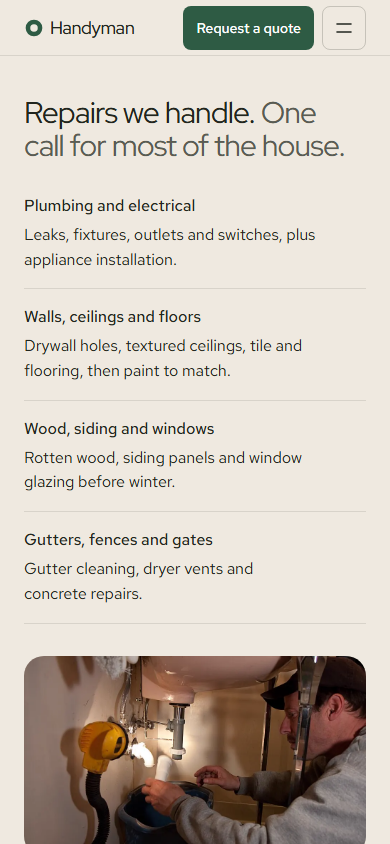 Handyman
Request a quote
Repairs we handle. One
call for most of the house.
Plumbing and electrical
Leaks, fixtures, outlets and switches, plus
appliance installation.
Walls, ceilings and floors
Drywall holes, textured ceilings, tile and
flooring, then paint to match.
Wood, siding and windows
Rotten wood, siding panels and window
glazing before winter.
Gutters, fences and gates
Gutter cleaning, dryer vents and
concrete repairs.